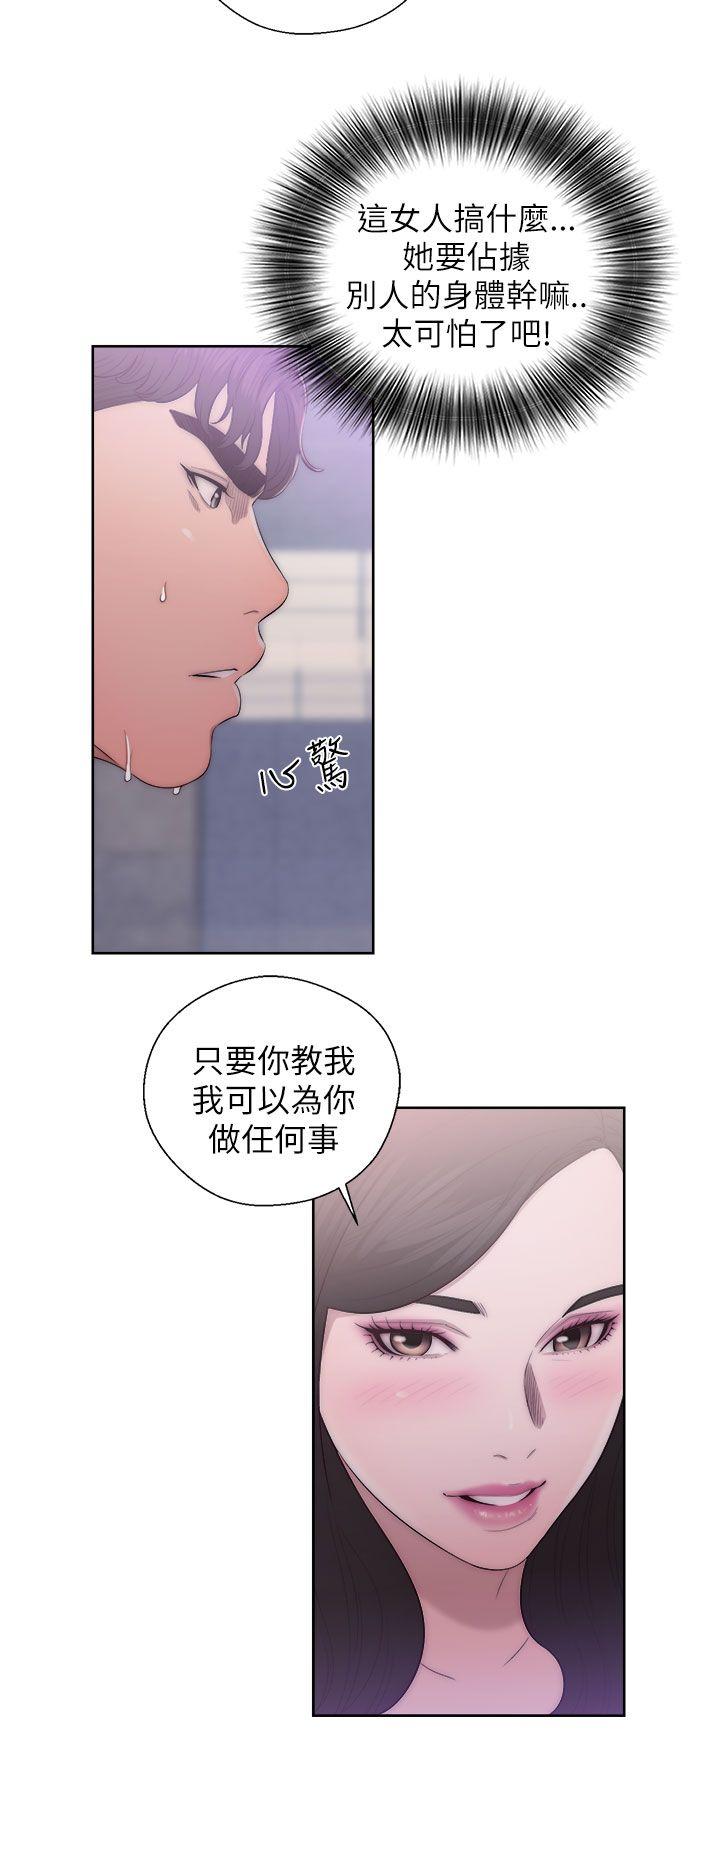 這女人搞什麼...
她要佔據
別人的身體幹嘛..
太可怕了吧!
心驚
只要你教我
我可以為你
做任何事